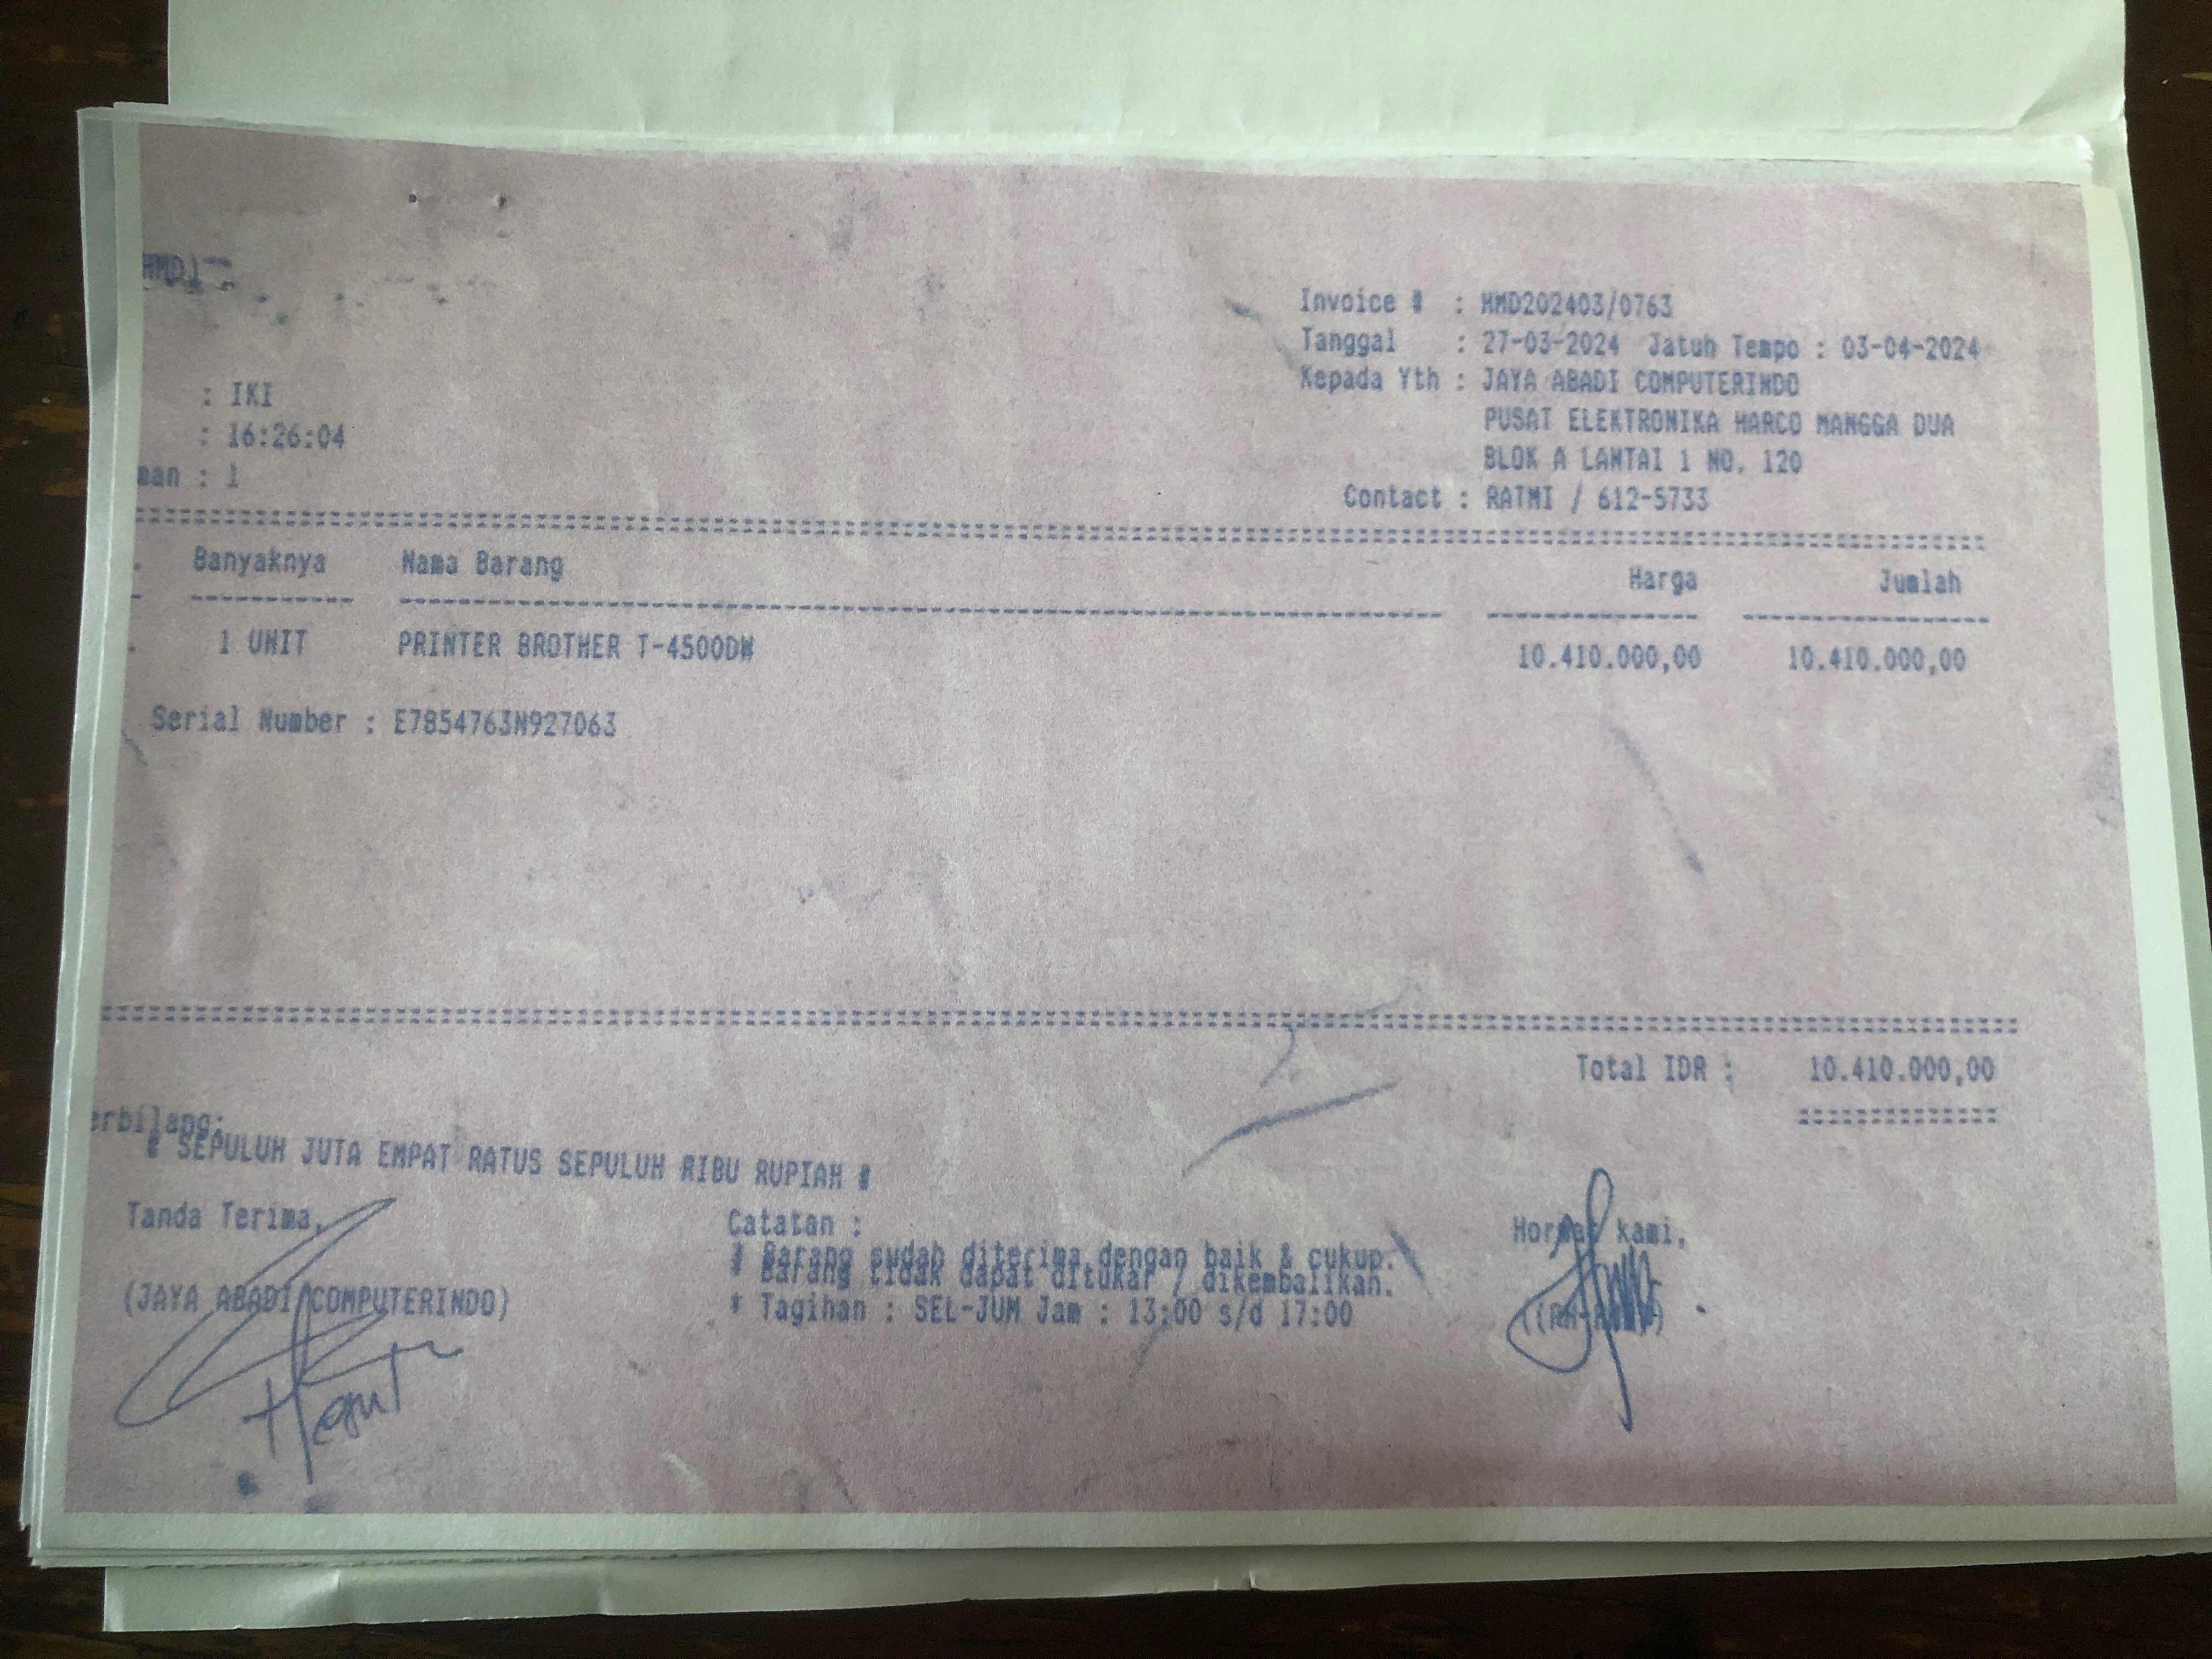 Invoice # : HMD202403/0763
Tanggal : 27-03-2024 Jatuh Tempo : 03-04-2024
Kepada Yth : JAYA ABADI COMPUTERINDO
PUSAT ELEKTRONIKA HARCO MANGGA DUA
BLOK A LANTAI 1 NO. 120
Contact : RATMI / 612-5733
: IKI
: 16:26:04
man : 1
Banyaknya Nama Barang Harga Jumlah
1 UNIT PRINTER BROTHER T-4500DW 10.410.000,00 10.410.000,00
Serial Number : E7854763N927063
Total IDR : 10.410.000,00
erbilang:
# SEPULUH JUTA EMPAT RATUS SEPULUH RIBU RUPIAH #
Tanda Terima,
(JAYA ABADI COMPUTERINDO)
Catatan :
* Barang sudah diterima dengan baik & cukup.
* Barang tidak dapat ditukar / dikembalikan.
* Tagihan : SEL-JUM Jam : 13:00 s/d 17:00
Hormat kami,